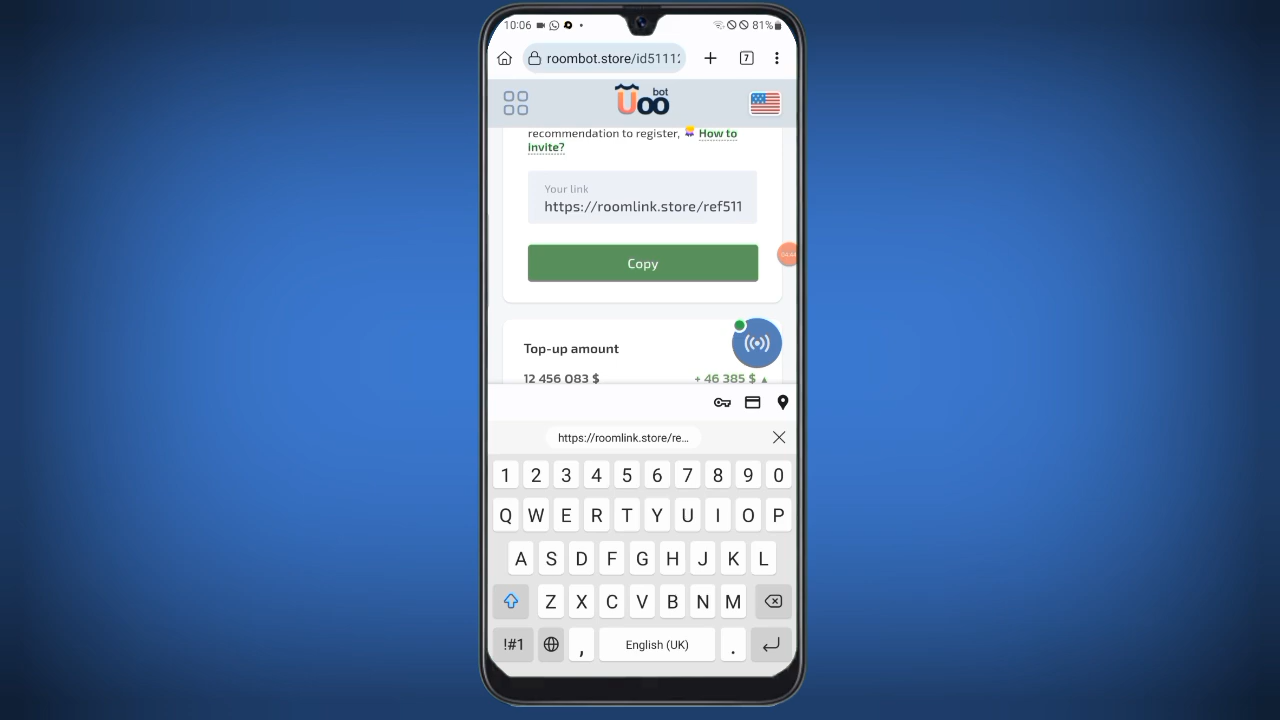 10:06
81%
roombot.store/id5111
7
Uoo bot
recommendation to register, How to
invite?
Your link
https://roomlink.store/ref511
Copy
Top-up amount
12 456 083 $ + 46 385 $ ▲
https://roomlink.store/re...
1 2 3 4 5 6 7 8 9 0
Q W E R T Y U I O P
A S D F G H J K L
Z X C V B N M
!#1 , English (UK) .